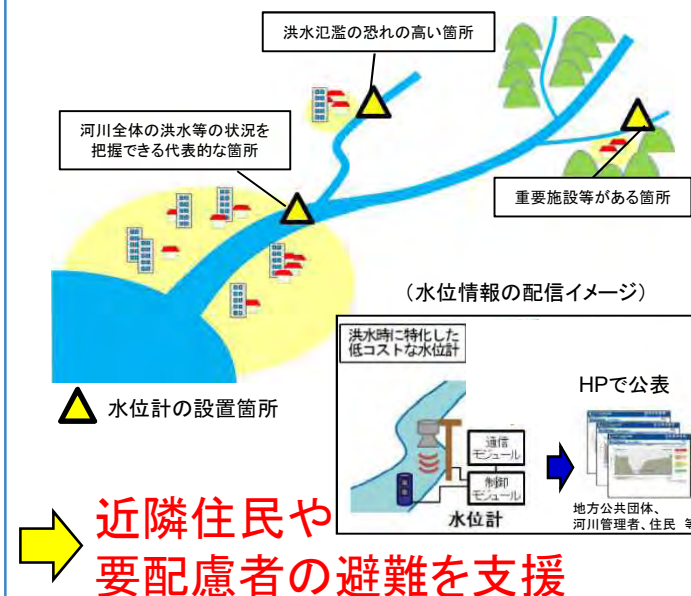 洪水氾濫の恐れの高い箇所
河川全体の洪水等の状況を
把握できる代表的な箇所
重要施設等がある箇所
(水位情報の配信イメージ)
洪水時に特化した
低コストな水位計
HPで公表
水位計の設置箇所
通信
モジュール
制御
モジュール
水位計
地方公共団体、
河川管理者、住民 等
近隣住民や
要配慮者の避難を支援